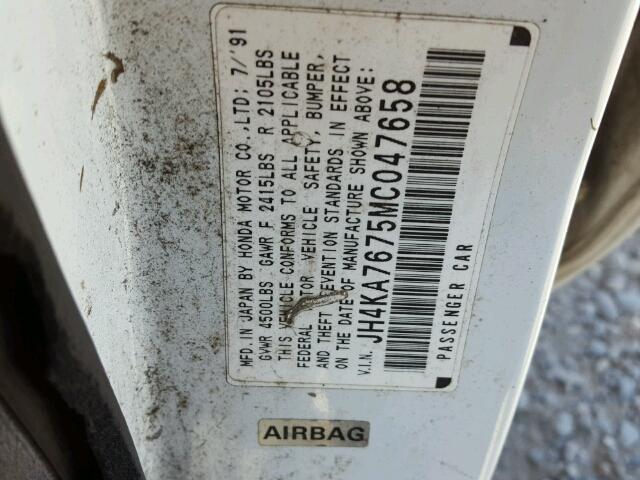 MFD. IN JAPAN BY HONDA MOTOR CO.,LTD: 7/'91
GVWR 4500LBS GAWR F 2415LBS R 2105LBS
THIS VEHICLE CONFORMS TO ALL APPLICABLE
FEDERAL MOTOR VEHICLE SAFETY, BUMPER,
AND THEFT PREVENTION STANDARDS IN EFFECT
ON THE DATE OF MANUFACTURE SHOWN ABOVE:
V.I.N. JH4KA7675MC047658
PASSENGER CAR
AIRBAG